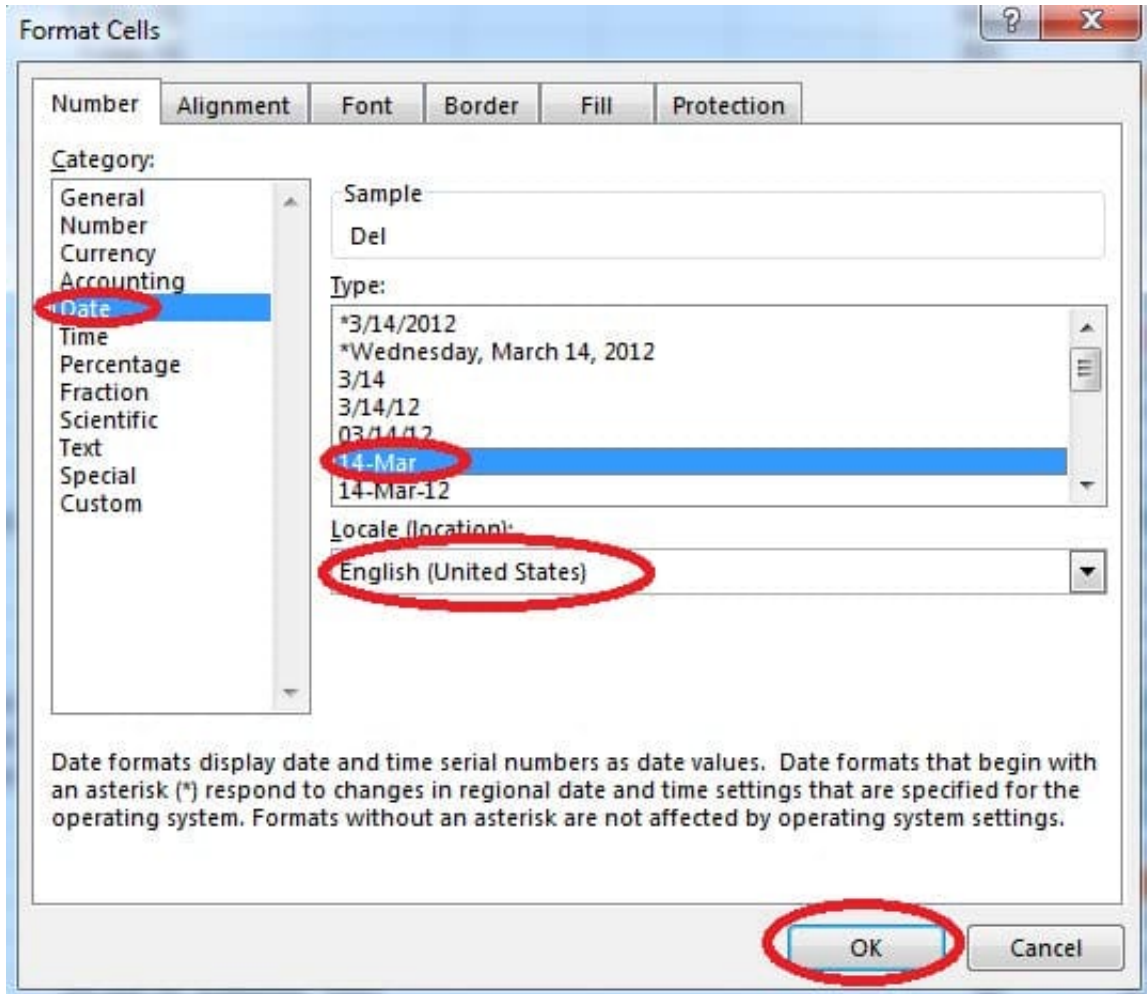 Format Cells
?
X
Number Alignment Font Border Fill Protection
Category:
General
Number
Currency
Accounting
Date
Time
Percentage
Fraction
Scientific
Text
Special
Custom
Sample
Del
Type:
*3/14/2012
*Wednesday, March 14, 2012
3/14
3/14/12
03/14/12
14-Mar
14-Mar-12
Locale (location):
English (United States)
Date formats display date and time serial numbers as date values.  Date formats that begin with
an asterisk (*) respond to changes in regional date and time settings that are specified for the
operating system. Formats without an asterisk are not affected by operating system settings.
OK Cancel